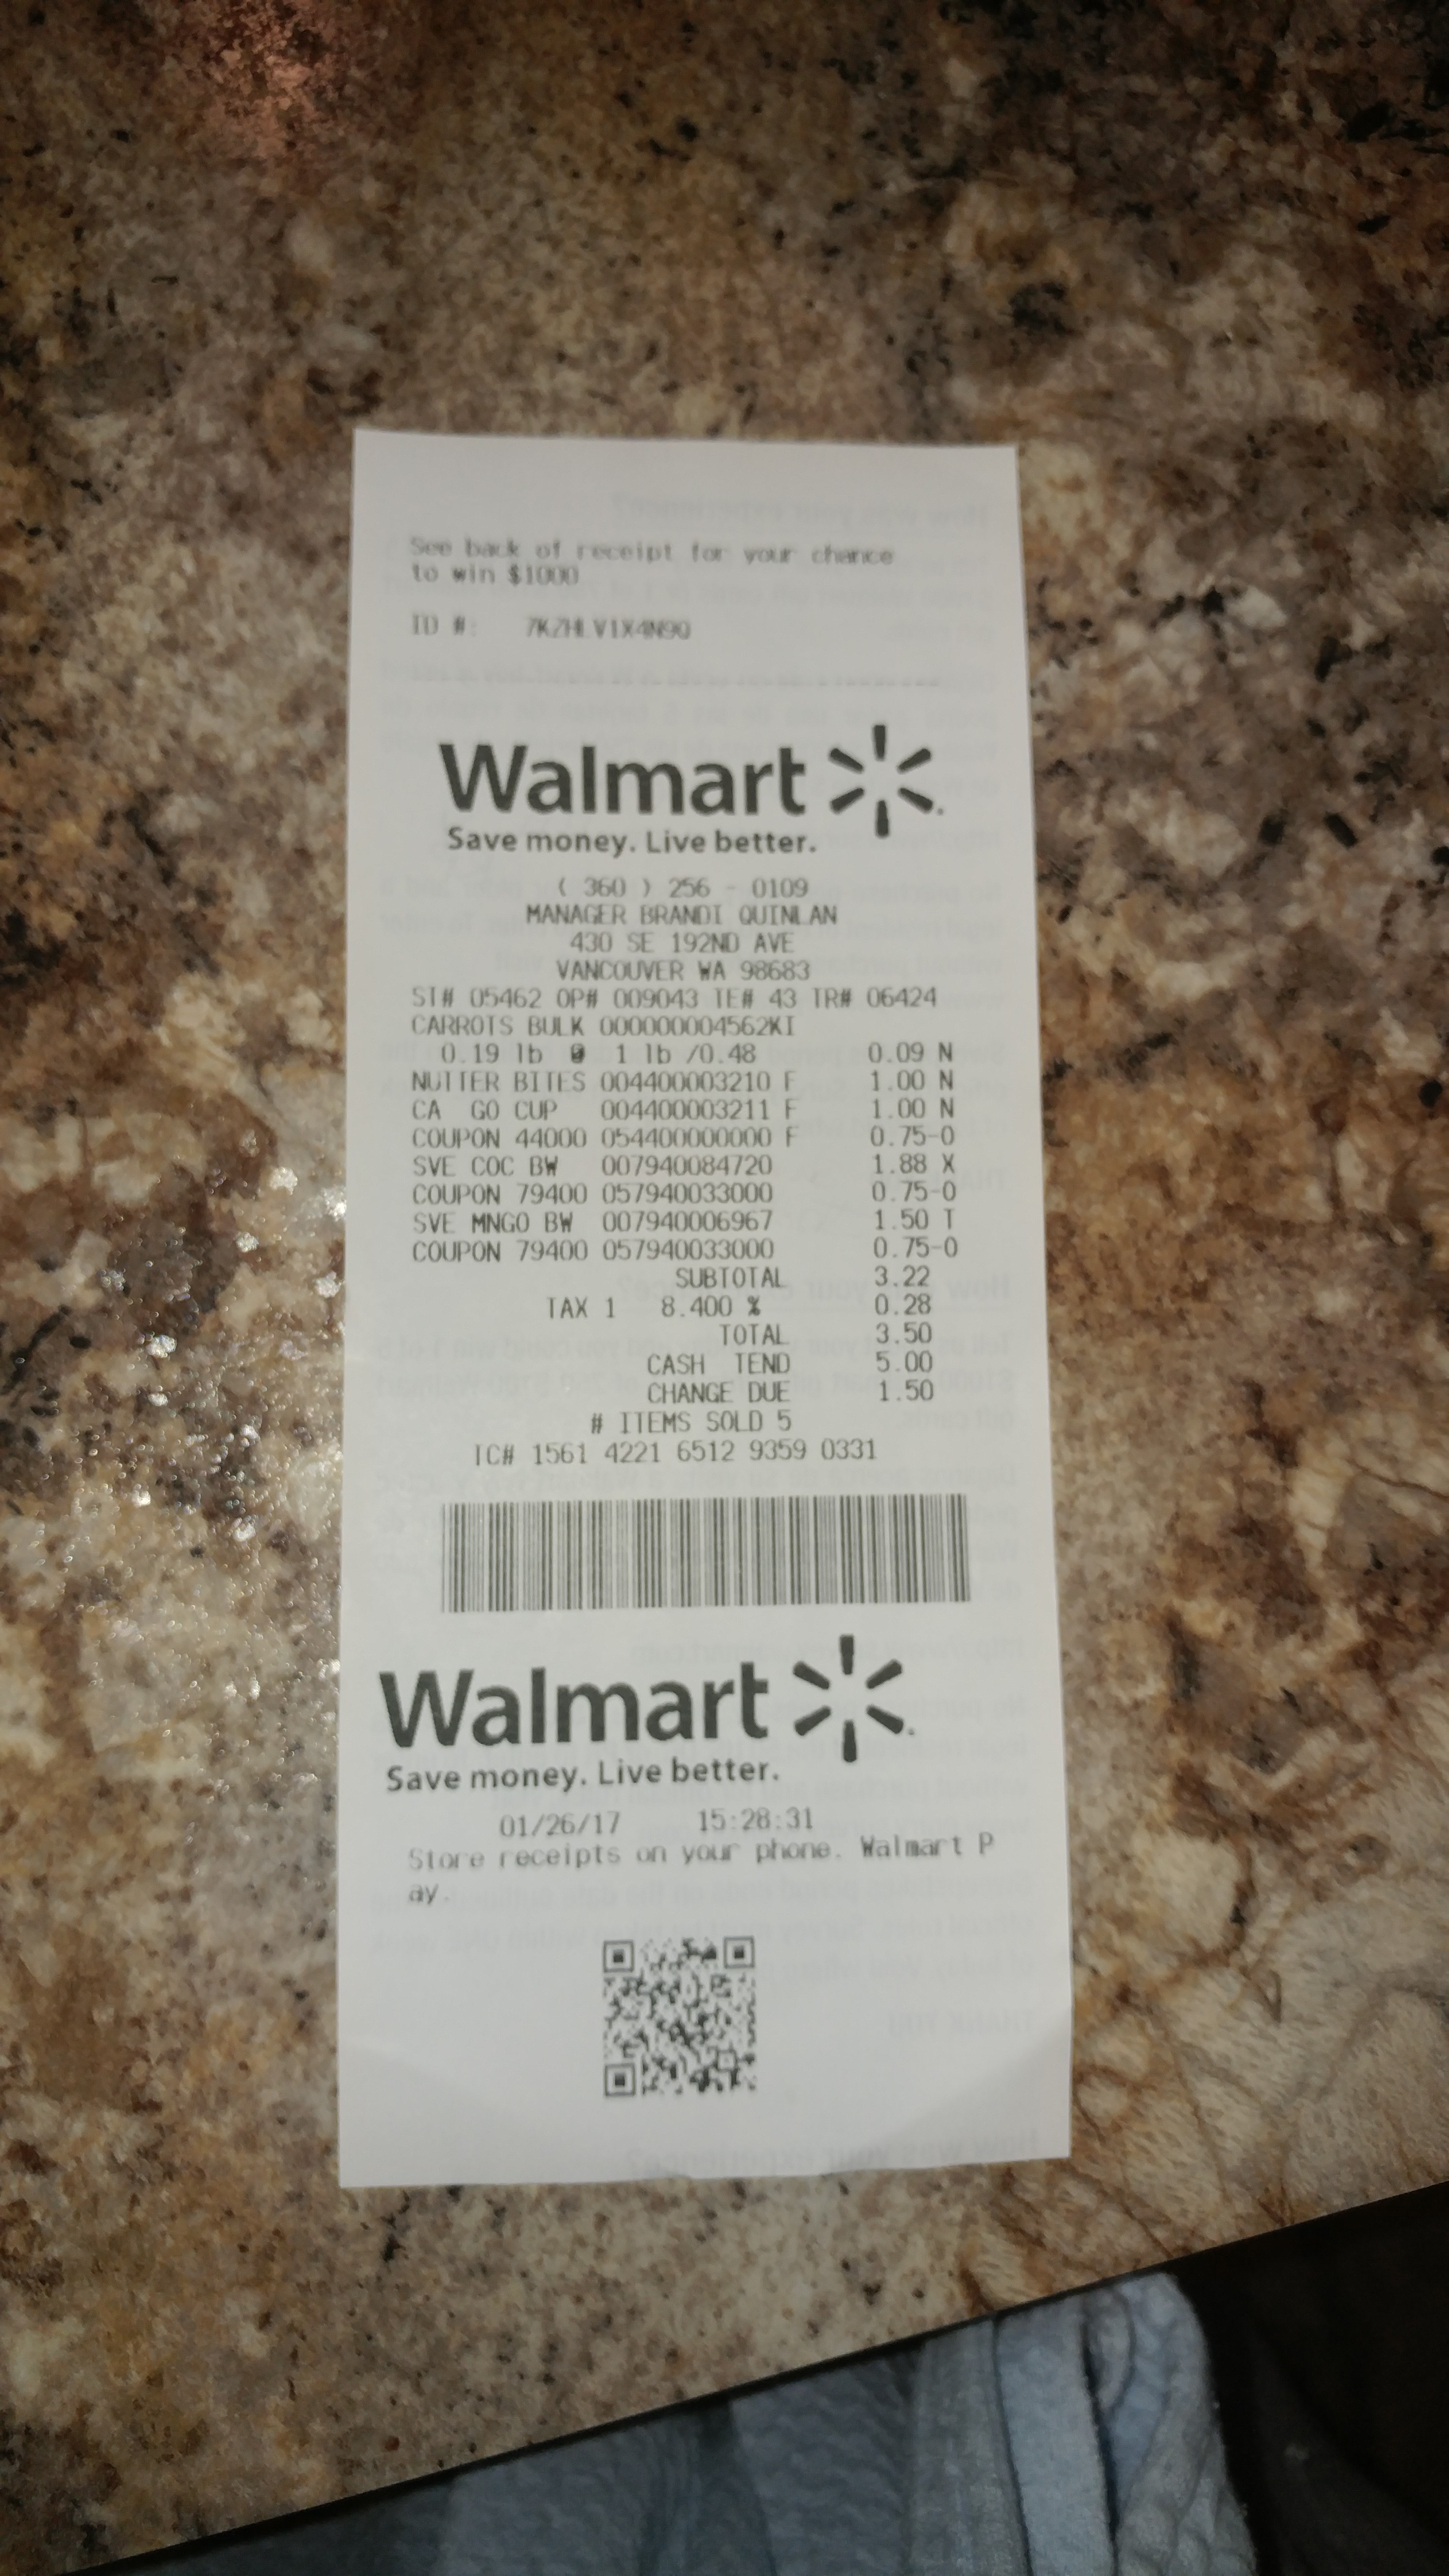 See back of receipt for your chance
to win $1000
ID #: 7KZHLV1X4N9Q
Walmart
Save money. Live better.
( 360 ) 256 - 0109
MANAGER BRANDI QUINLAN
430 SE 192ND AVE
VANCOUVER WA 98683
ST# 05462 OP# 009043 TE# 43 TR# 06424
CARROTS BULK 000000004562KI
0.19 lb @ 1 lb /0.48 0.09 N
NUTTER BITES 004400003210 F 1.00 N
CA GO CUP 004400003211 F 1.00 N
COUPON 44000 054400000000 F 0.75-O
SVE COC BW 007940084720 1.88 X
COUPON 79400 057940033000 0.75-O
SVE MNGO BW 007940006967 1.50 T
COUPON 79400 057940033000 0.75-O
SUBTOTAL 3.22
TAX 1 8.400 % 0.28
TOTAL 3.50
CASH TEND 5.00
CHANGE DUE 1.50
# ITEMS SOLD 5
TC# 1561 4221 6512 9359 0331
Walmart
Save money. Live better.
01/26/17 15:28:31
Store receipts on your phone. Walmart P
ay.